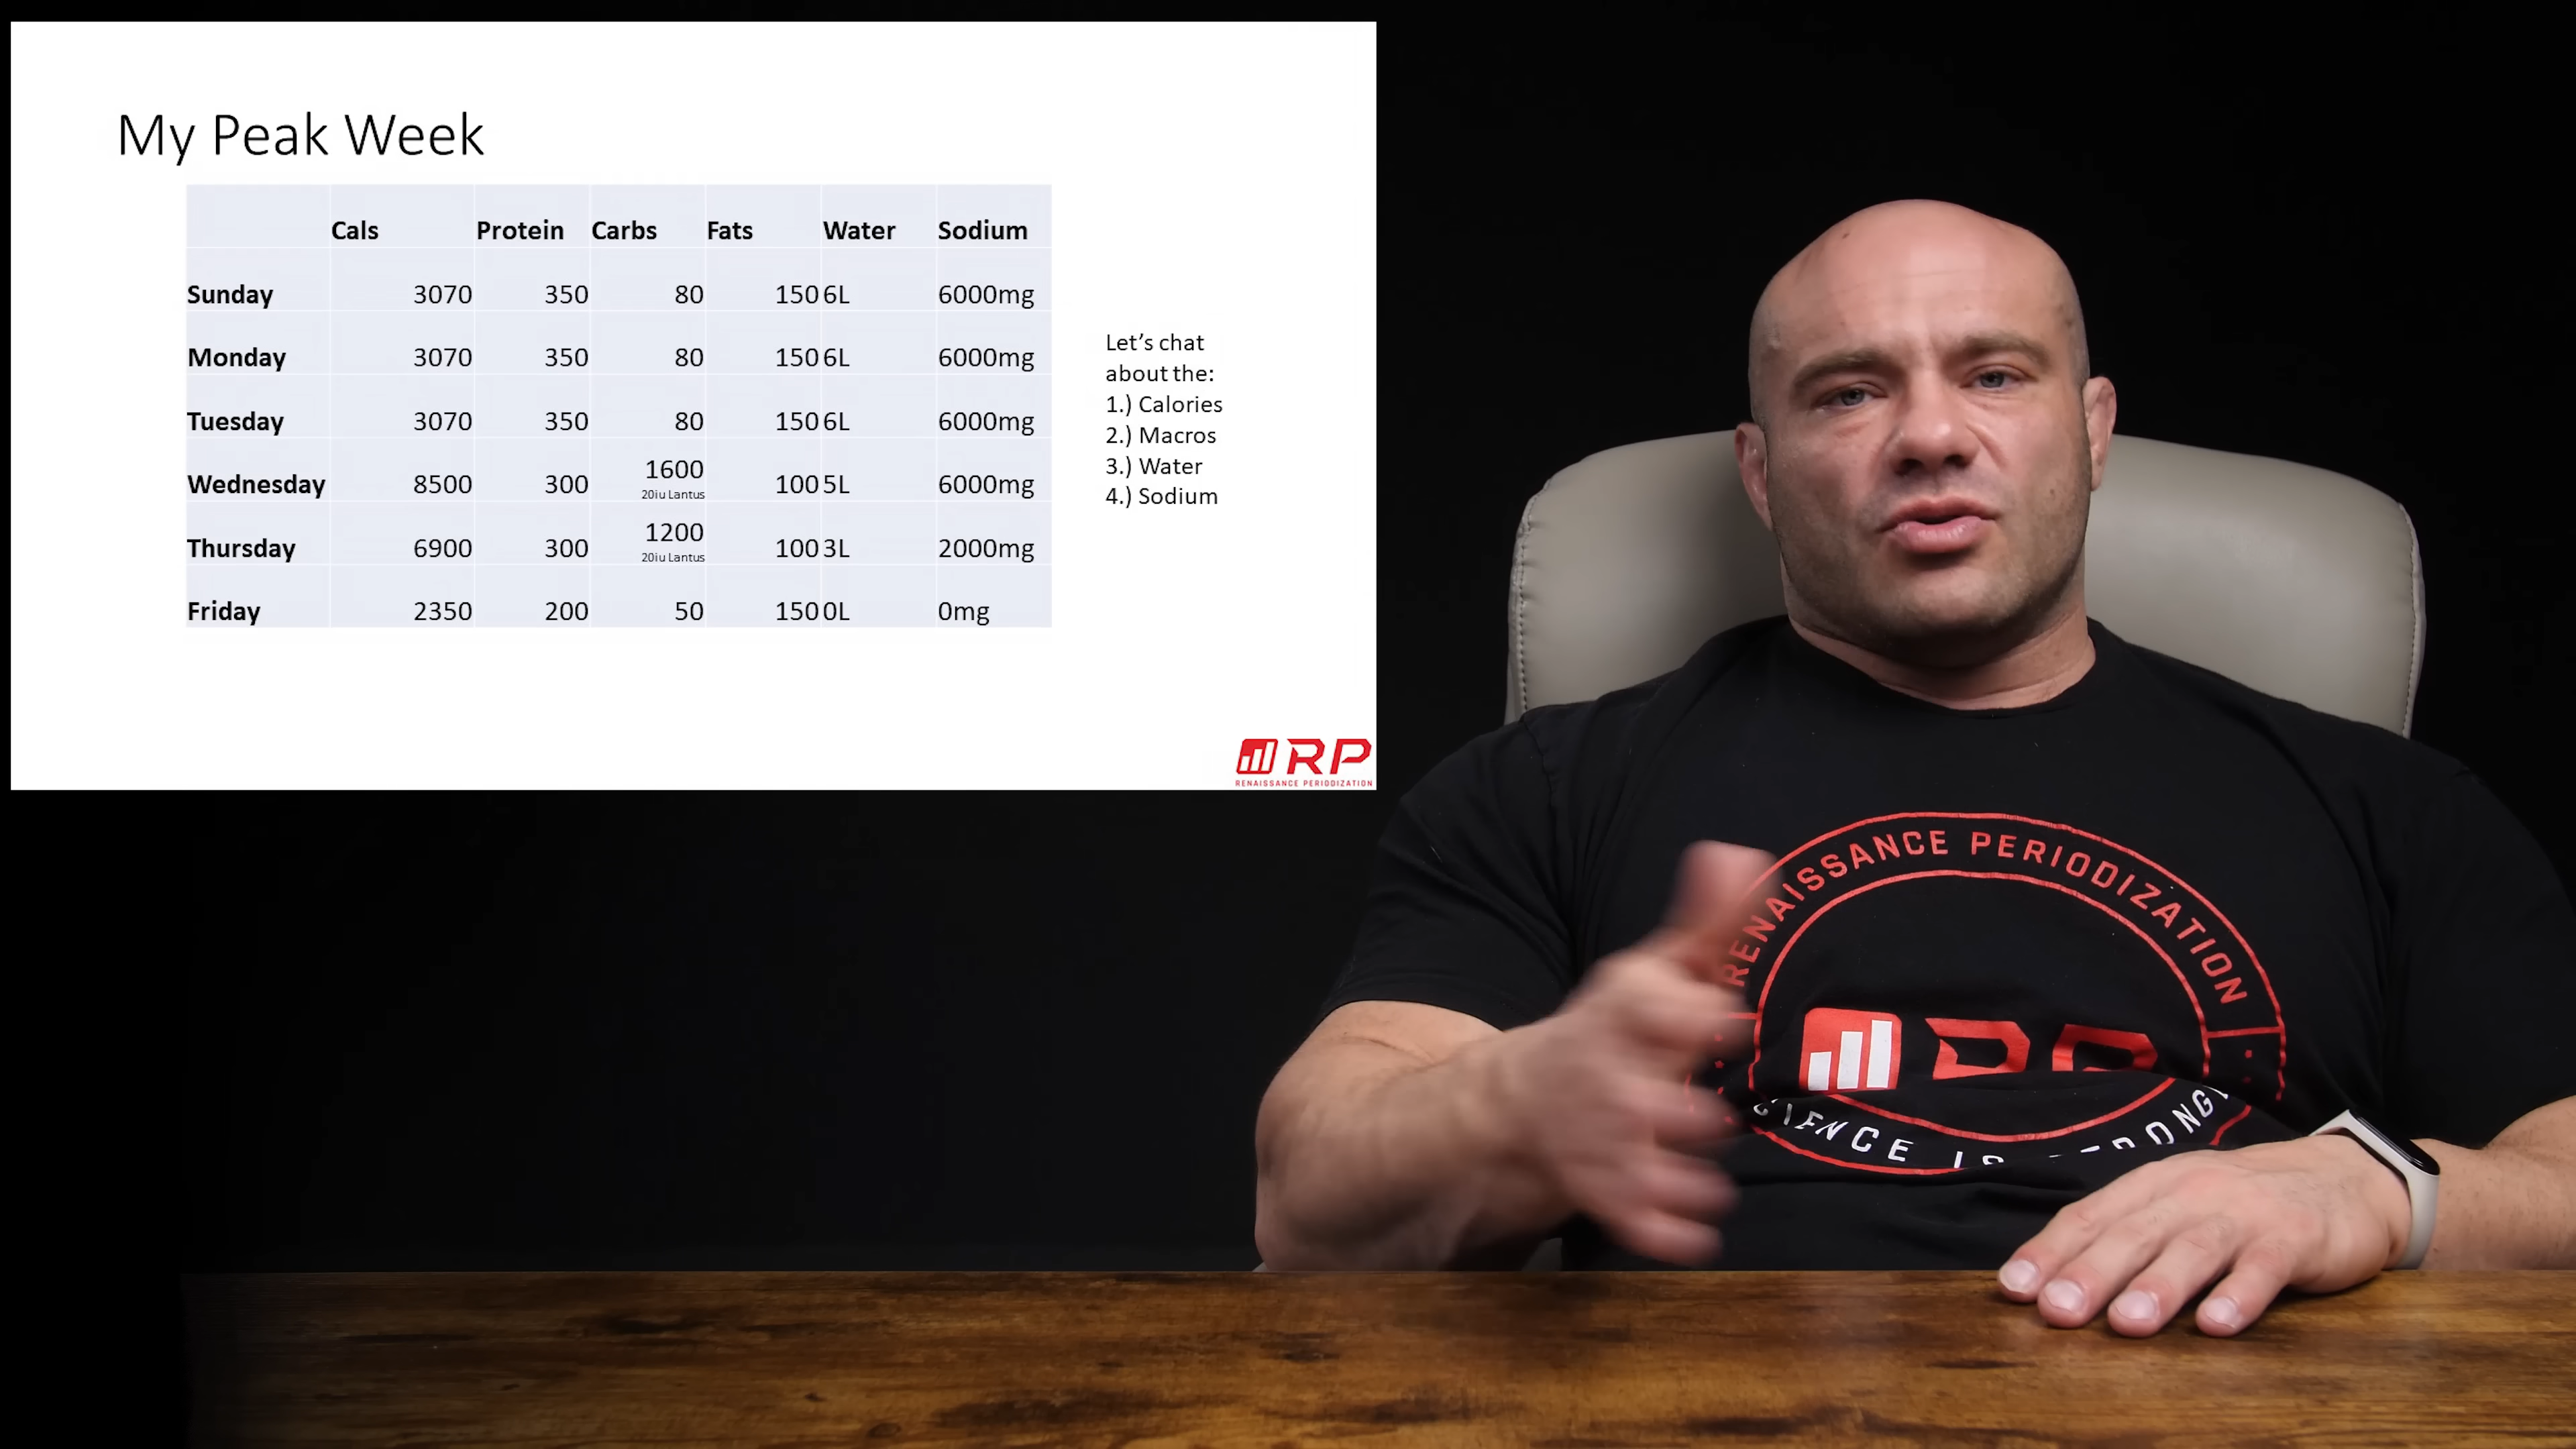 My Peak Week
Cals Protein Carbs Fats Water Sodium
Sunday 3070 350 80 150 6L 6000mg
Monday 3070 350 80 150 6L 6000mg
Tuesday 3070 350 80 150 6L 6000mg
Wednesday 8500 300 1600 20iu Lantus 100 5L 6000mg
Thursday 6900 300 1200 20iu Lantus 100 3L 2000mg
Friday 2350 200 50 150 0L 0mg
Let’s chat
about the:
1.) Calories
2.) Macros
3.) Water
4.) Sodium
RP
RENAISSANCE PERIODIZATION
RENAISSANCE PERIODIZATION
RP